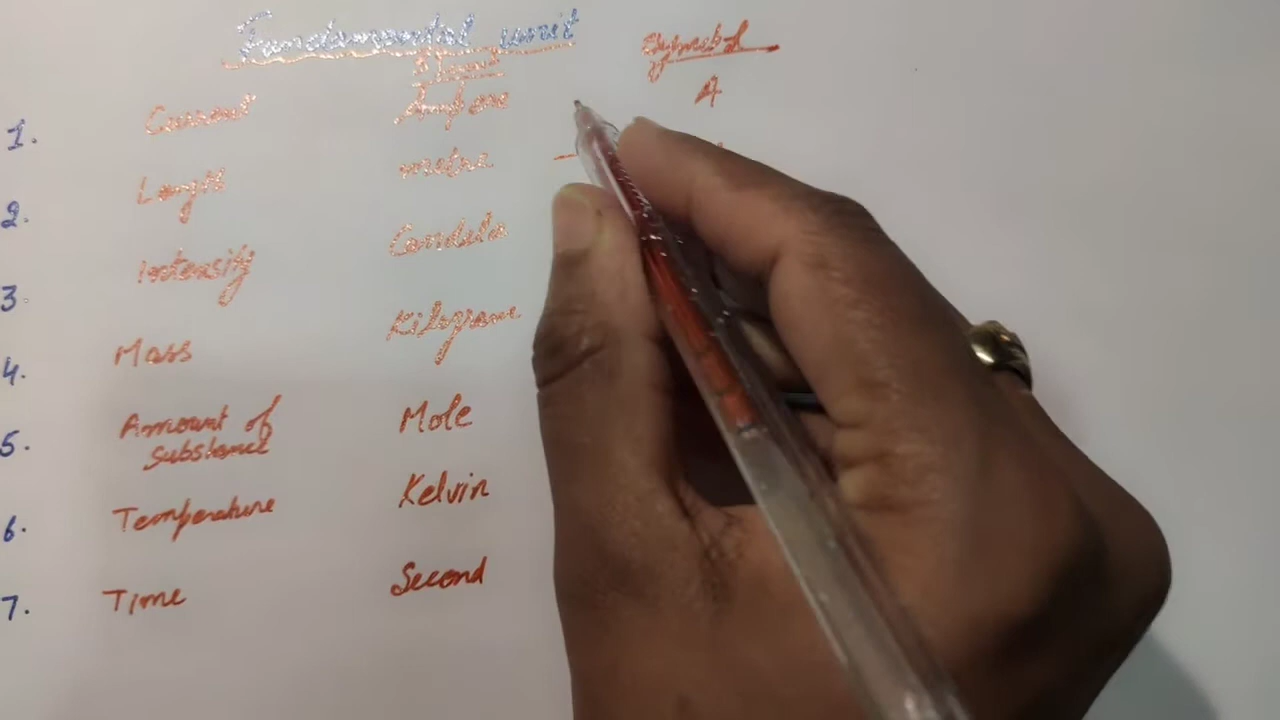 Fundamental unit
SI unit Symbol
1. Current Ampere A
2. Length metre -
3. Intensity Candela
4. Mass Kilogram
5. Amount of substance Mole
6. Temperature Kelvin
7. Time Second